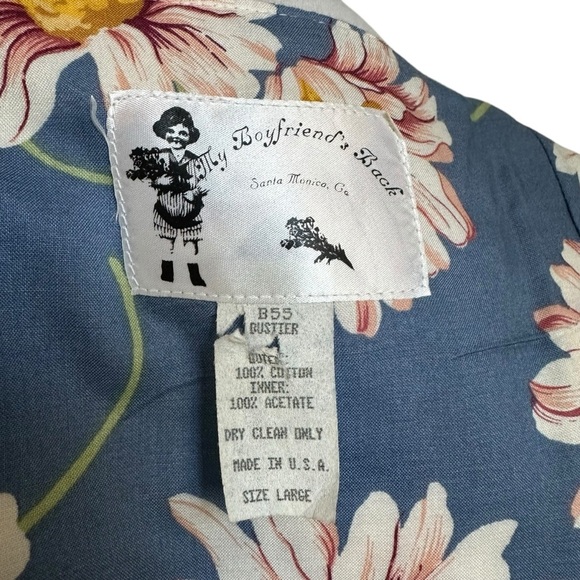 My Boyfriend's Back
Santa Monica, Ca
B55
BUSTIER
OUTER:
100% COTTON
INNER:
100% ACETATE
DRY CLEAN ONLY
MADE IN U.S.A.
SIZE LARGE